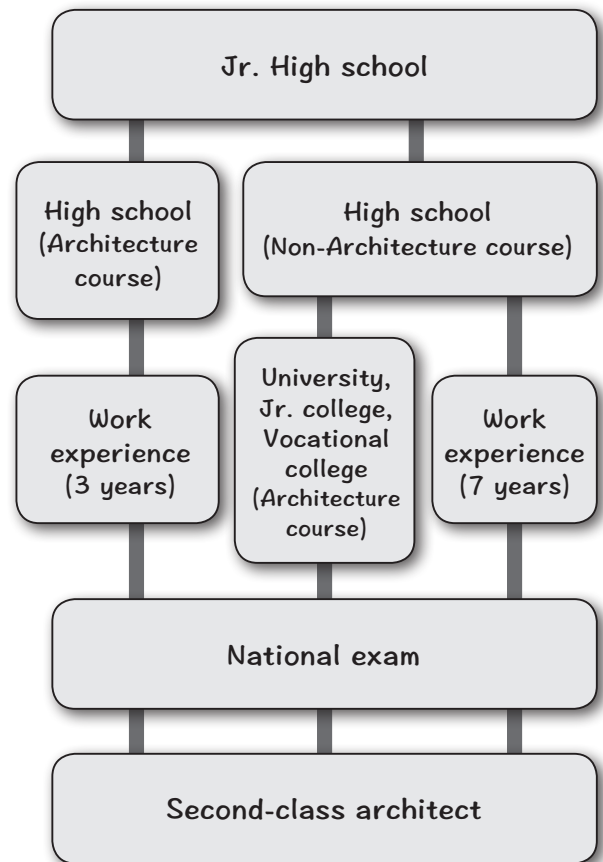 Jr. High school
High school
(Architecture
course)
High school
(Non-Architecture course)
Work
experience
(3 years)
University,
Jr. college,
Vocational
college
(Architecture
course)
Work
experience
(7 years)
National exam
Second-class architect